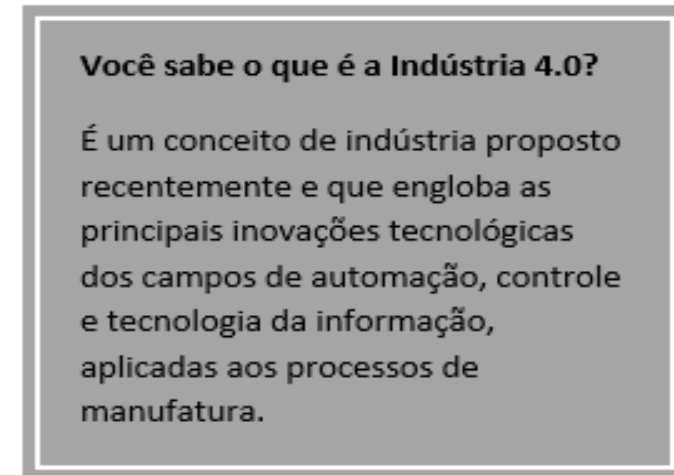 Você sabe o que é a Indústria 4.0?
É um conceito de indústria proposto
recentemente e que engloba as
principais inovações tecnológicas
dos campos de automação, controle
e tecnologia da informação,
aplicadas aos processos de
manufatura.